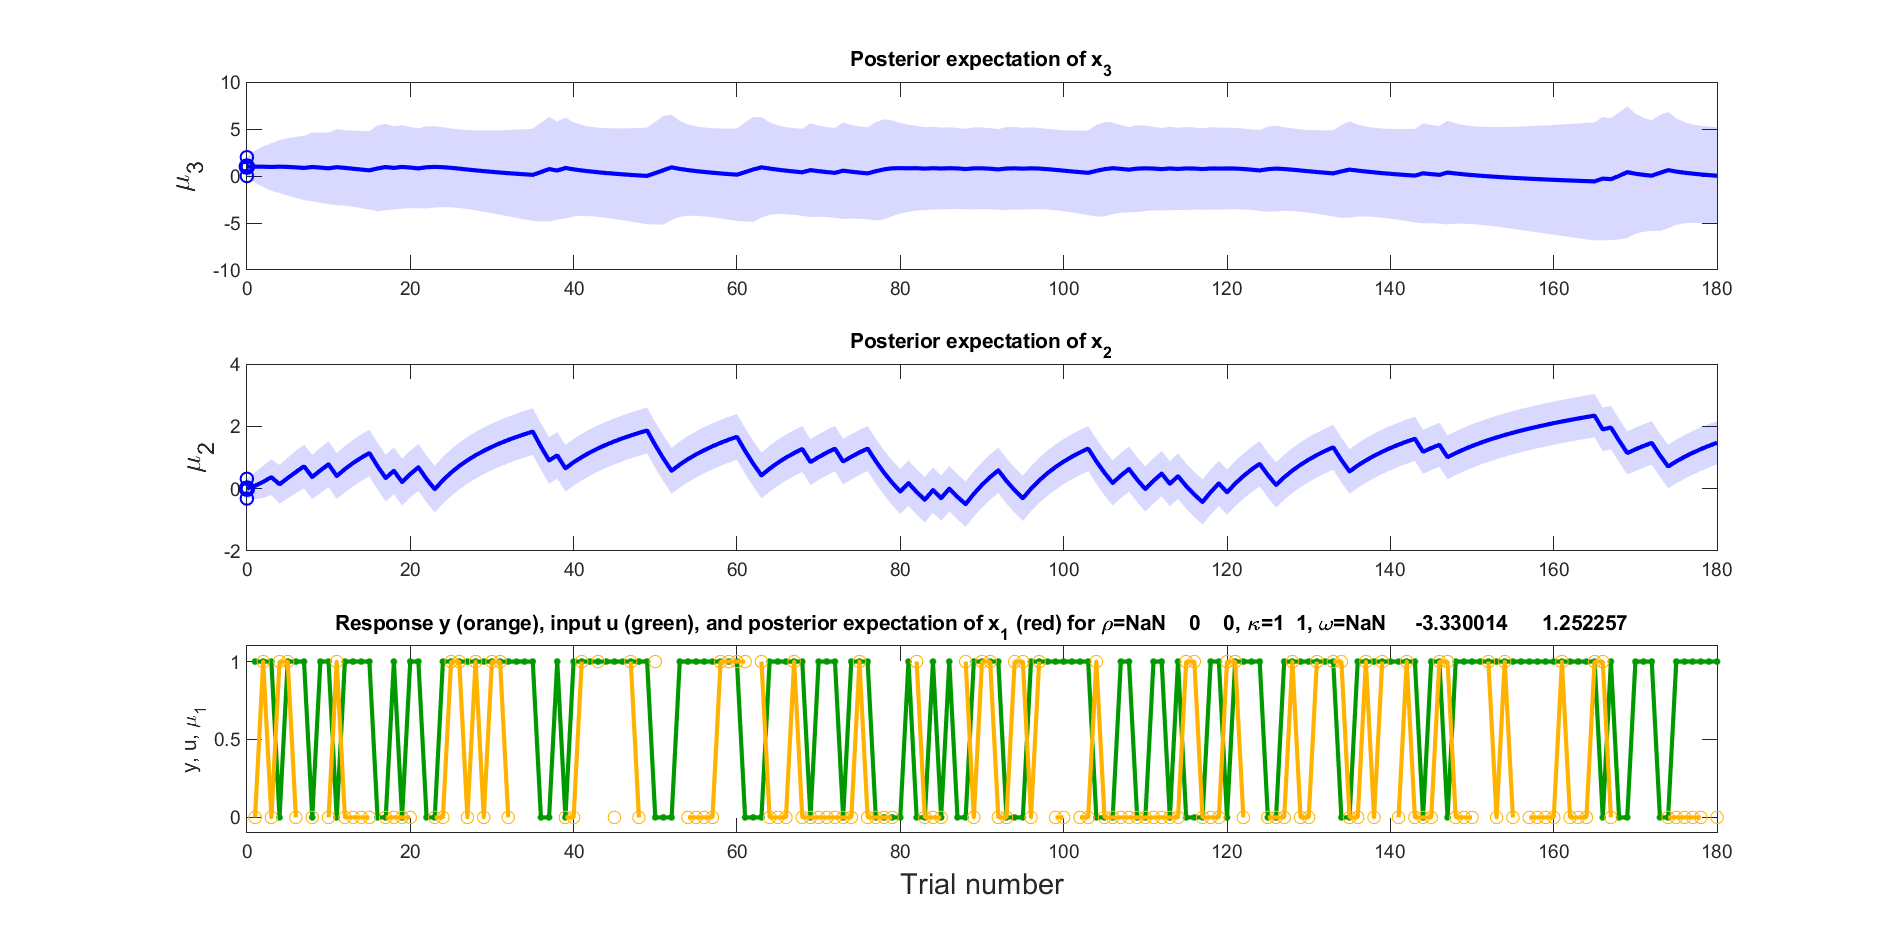 Posterior expectation of x3
10
5
0
-5
-10
μ3
0 20 40 60 80 100 120 140 160 180
Posterior expectation of x2
4
2
0
-2
μ2
0 20 40 60 80 100 120 140 160 180
Response y (orange), input u (green), and posterior expectation of x1 (red) for ρ=NaN 0 0, κ=1 1, ω=NaN -3.330014 1.252257
1
0.5
0
y, u, μ1
0 20 40 60 80 100 120 140 160 180
Trial number